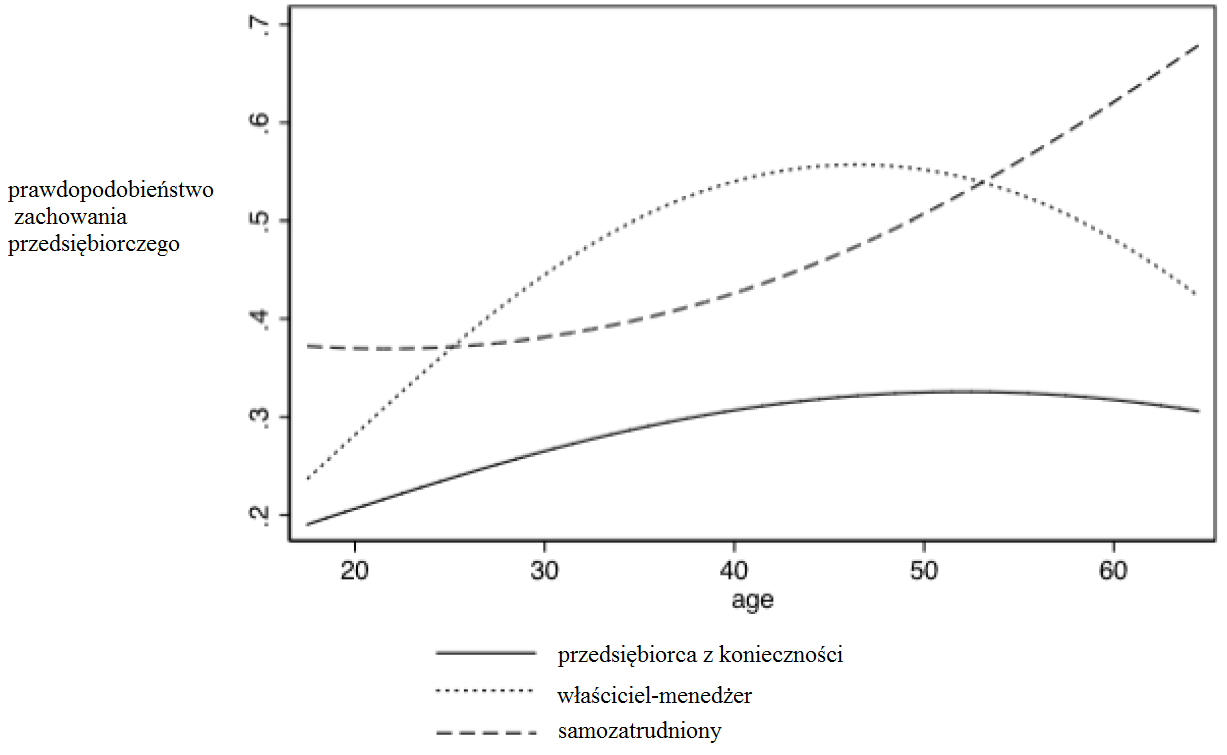 .7
.6
prawdopodobieństwo
zachowania
przedsiębiorczego
.5
.4
.3
.2
20 30 40 50 60
age
przedsiębiorca z konieczności
właściciel-menedżer
samozatrudniony